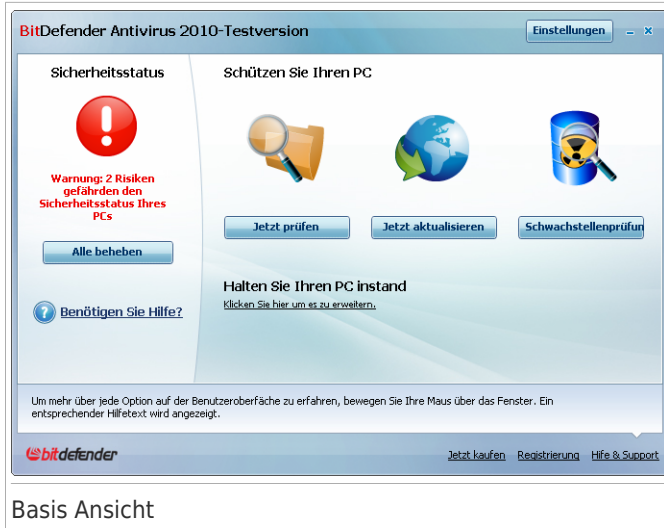 BitDefender Antivirus 2010-Testversion
Einstellungen
Sicherheitsstatus
Warnung: 2 Risiken
gefährden den
Sicherheitsstatus Ihres
PCs
Alle beheben
Benötigen Sie Hilfe?
Schützen Sie Ihren PC
Jetzt prüfen
Jetzt aktualisieren
Schwachstellenprüfun
Halten Sie Ihren PC instand
Klicken Sie hier um es zu erweitern.
Um mehr über jede Option auf der Benutzeroberfäche zu erfahren, bewegen Sie Ihre Maus über das Fenster. Ein
entsprechender Hilfetext wird angezeigt.
bitdefender
Jetzt kaufen
Registrierung
Hife & Support
Basis Ansicht